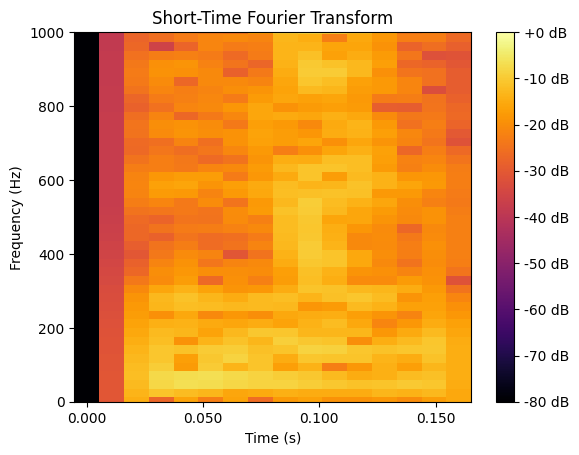 Short-Time Fourier Transform
1000
800
600
400
200
0
Frequency (Hz)
0.000
0.050
0.100
0.150
Time (s)
+0 dB
-10 dB
-20 dB
-30 dB
-40 dB
-50 dB
-60 dB
-70 dB
-80 dB